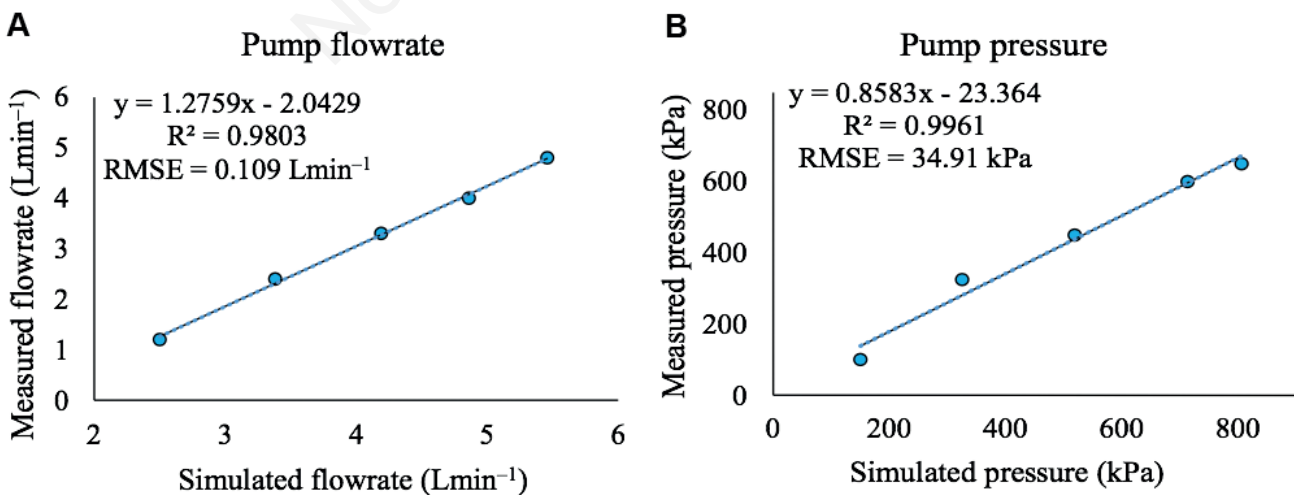 A
Pump flowrate
y = 1.2759x - 2.0429
R² = 0.9803
RMSE = 0.109 Lmin⁻¹
Measured flowrate (Lmin⁻¹)
6
5
4
3
2
1
0
2 3 4 5 6
Simulated flowrate (Lmin⁻¹)
B
Pump pressure
y = 0.8583x - 23.364
R² = 0.9961
RMSE = 34.91 kPa
Measured pressure (kPa)
800
600
400
200
0
0 200 400 600 800
Simulated pressure (kPa)